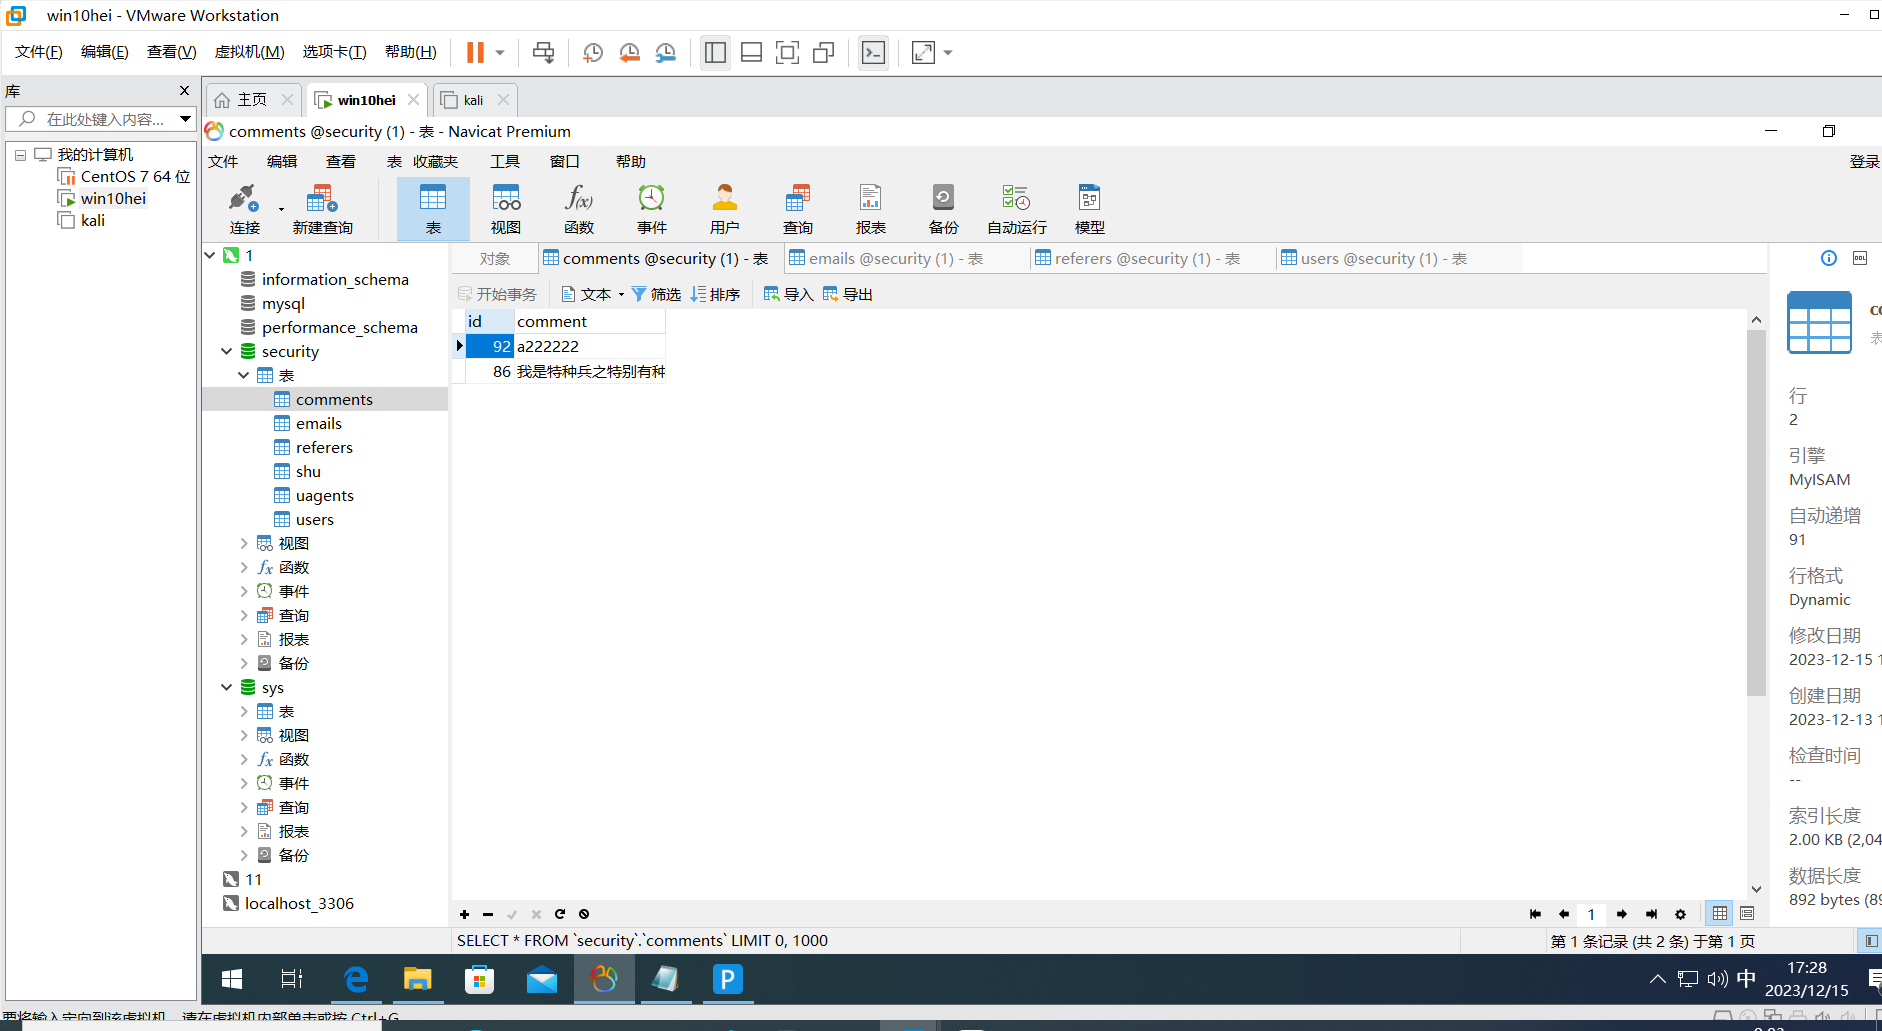 win10hei - VMware Workstation
文件(F) 编辑(E) 查看(V) 虚拟机(M) 选项卡(T) 帮助(H)
库
在此处键入内容...
我的计算机
CentOS 7 64 位
win10hei
kali
主页 win10hei kali
comments @security (1) - 表 - Navicat Premium
文件 编辑 查看 表 收藏夹 工具 窗口 帮助 登录
连接 新建查询 表 视图 函数 事件 用户 查询 报表 备份 自动运行 模型
1
information_schema
mysql
performance_schema
security
表
comments
emails
referers
shu
uagents
users
视图
函数
事件
查询
报表
备份
sys
表
视图
函数
事件
查询
报表
备份
11
localhost_3306
对象 comments @security (1) - 表 emails @security (1) - 表 referers @security (1) - 表 users @security (1) - 表
开始事务 文本 筛选 排序 导入 导出
id comment
92 a222222
86 我是特种兵之特别有种
行
2
引擎
MyISAM
自动递增
91
行格式
Dynamic
修改日期
2023-12-15 1
创建日期
2023-12-13 1
检查时间
--
索引长度
2.00 KB (2,04
数据长度
892 bytes (89
1
SELECT * FROM `security`.`comments` LIMIT 0, 1000
第 1 条记录 (共 2 条) 于第 1 页
中
17:28
2023/12/15
要将输入定向到该虚拟机，请在虚拟机内部单击或按 Ctrl+G